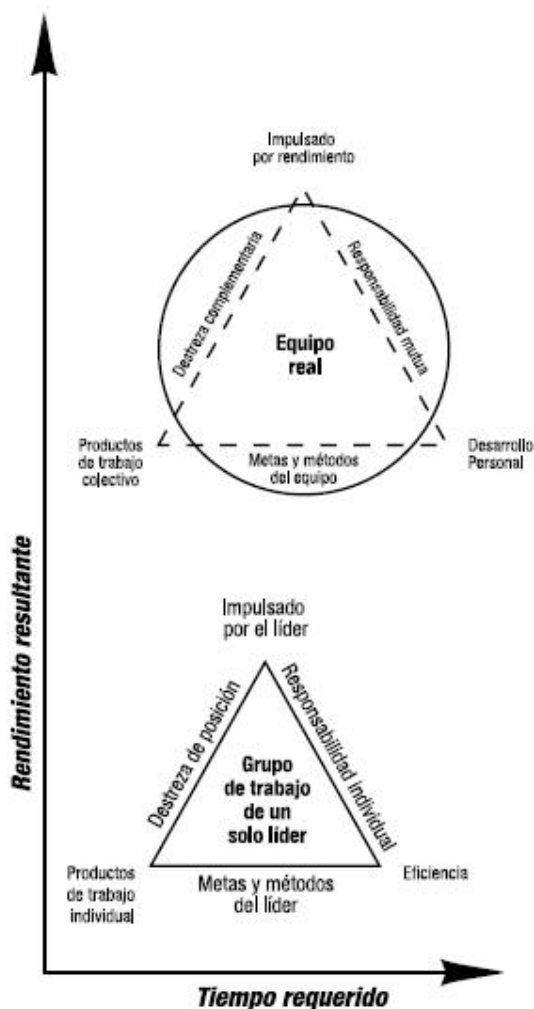 Impulsado
por rendimiento
Destreza complementaria
Responsabilidad mutua
Equipo
real
Productos
de trabajo
colectivo
Metas y métodos
del equipo
Desarrollo
Personal
Rendimiento resultante
Impulsado
por el líder
Destreza de posición
Responsabilidad individual
Grupo
de trabajo
de un
solo líder
Productos
de trabajo
individual
Metas y métodos
del líder
Eficiencia
Tiempo requerido